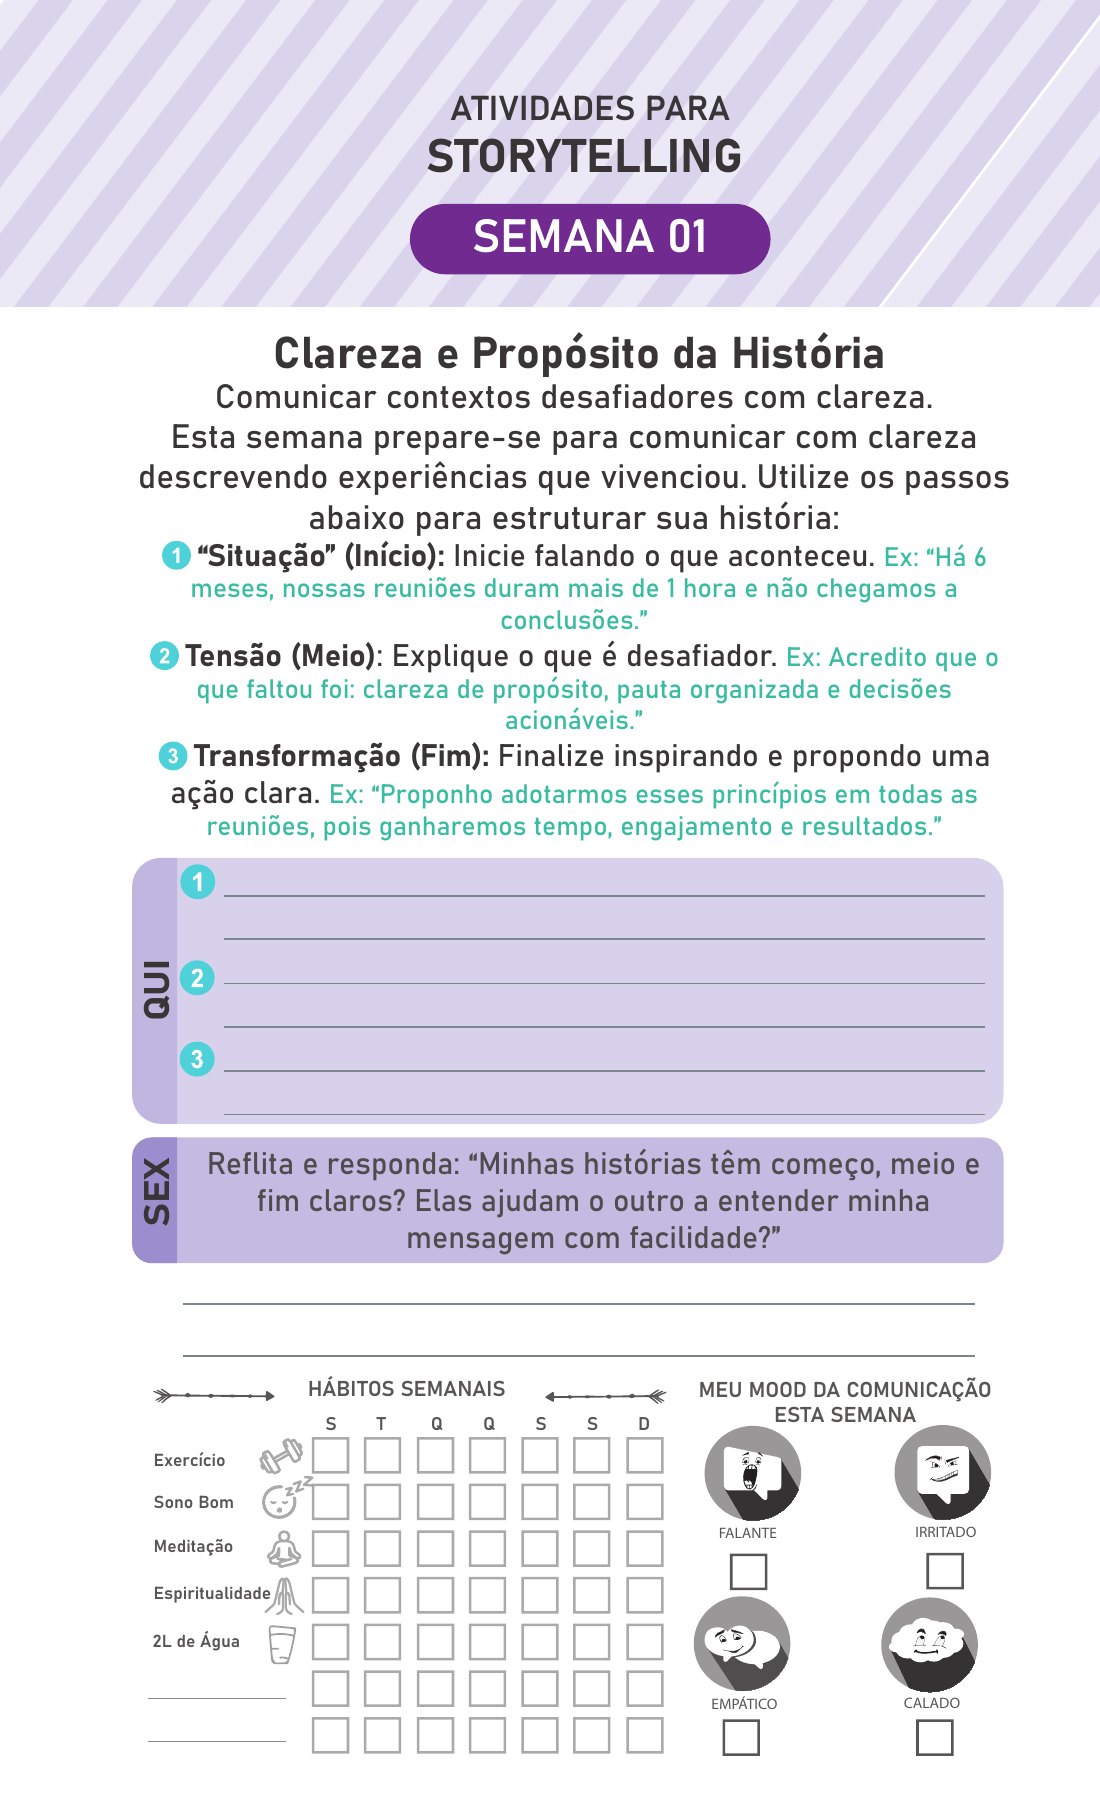 ATIVIDADES PARA
STORYTELLING
SEMANA 01
Clareza e Propósito da História
Comunicar contextos desafiadores com clareza.
Esta semana prepare-se para comunicar com clareza
descrevendo experiências que vivenciou. Utilize os passos
abaixo para estruturar sua história:
1 “Situação” (Início): Inicie falando o que aconteceu. Ex: “Há 6
meses, nossas reuniões duram mais de 1 hora e não chegamos a
conclusões.”
2 Tensão (Meio): Explique o que é desafiador. Ex: Acredito que o
que faltou foi: clareza de propósito, pauta organizada e decisões
acionáveis.”
3 Transformação (Fim): Finalize inspirando e propondo uma
ação clara. Ex: “Proponho adotarmos esses princípios em todas as
reuniões, pois ganharemos tempo, engajamento e resultados.”
QUI
1
2
3
SEX
Reflita e responda: “Minhas histórias têm começo, meio e
fim claros? Elas ajudam o outro a entender minha
mensagem com facilidade?”
HÁBITOS SEMANAIS
S T Q Q S S D
Exercício
Sono Bom
zzz
Meditação
Espiritualidade
2L de Água
MEU MOOD DA COMUNICAÇÃO
ESTA SEMANA
FALANTE
IRRITADO
EMPÁTICO
CALADO